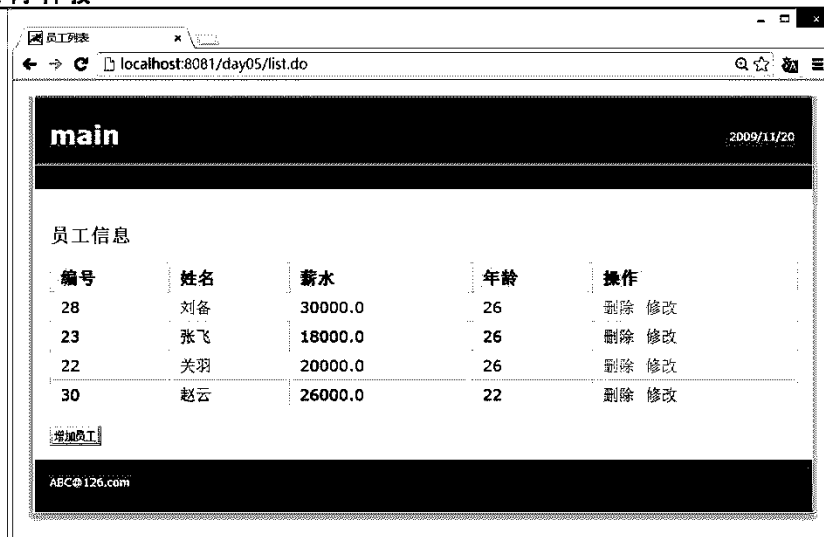 员工列表
localhost:8081/day05/list.do
main
2009/11/20
员工信息
编号 姓名 薪水 年龄 操作
28 刘备 30000.0 26 删除 修改
23 张飞 18000.0 26 删除 修改
22 关羽 20000.0 26 删除 修改
30 赵云 26000.0 22 删除 修改
增加员工
ABC@126.com